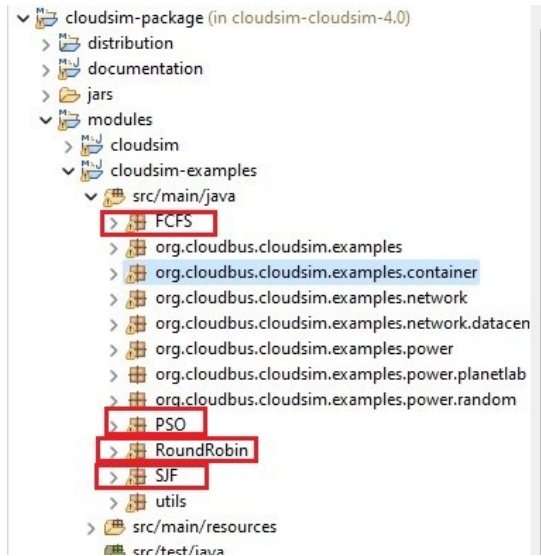 cloudsim-package (in cloudsim-cloudsim-4.0)
distribution
documentation
jars
modules
cloudsim
cloudsim-examples
src/main/java
FCFS
org.cloudbus.cloudsim.examples
org.cloudbus.cloudsim.examples.container
org.cloudbus.cloudsim.examples.network
org.cloudbus.cloudsim.examples.network.datacen
org.cloudbus.cloudsim.examples.power
org.cloudbus.cloudsim.examples.power.planetlab
org.cloudbus.cloudsim.examples.power.random
PSO
RoundRobin
SJF
utils
src/main/resources
src/test/java